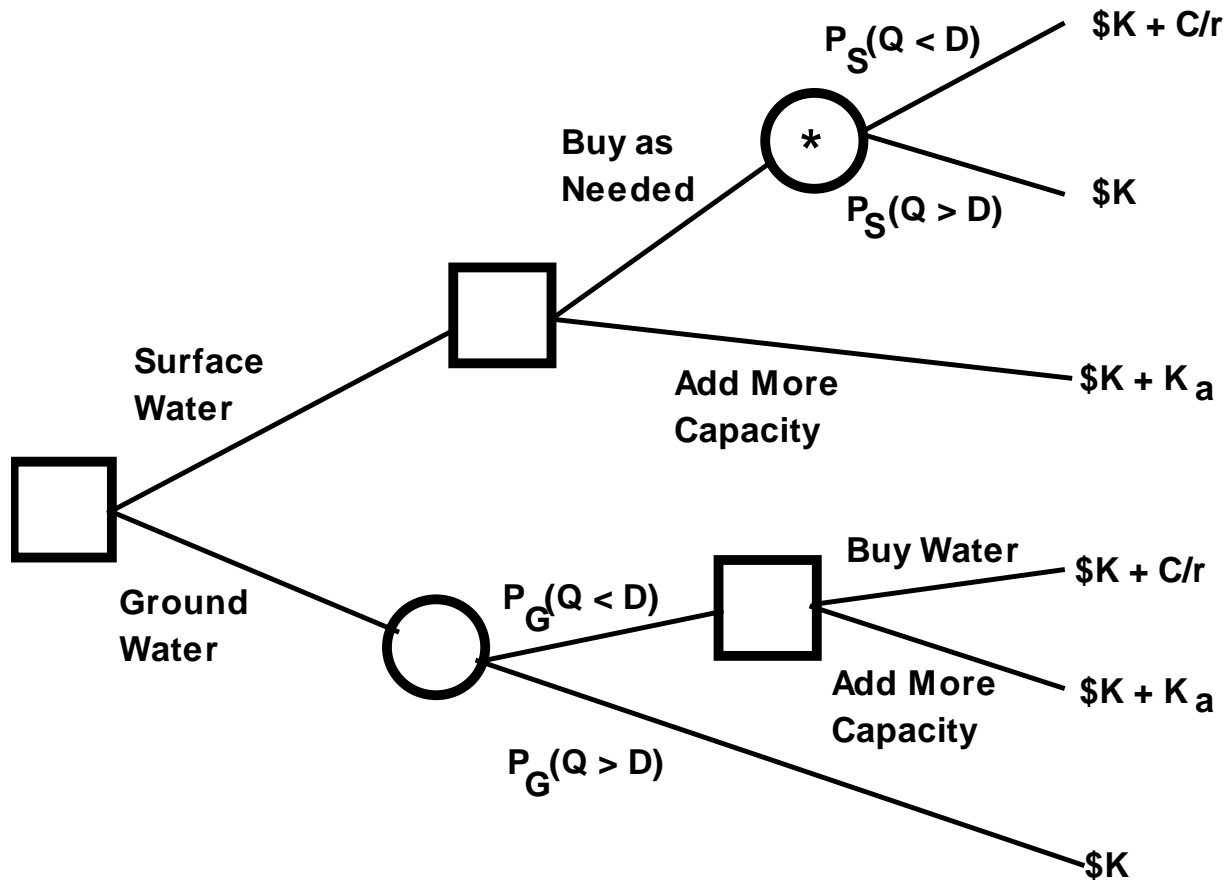 P_S(Q < D)
$K + C/r
Buy as
Needed
*
P_S(Q > D)
$K
Surface
Water
Add More
Capacity
$K + K_a
Ground
Water
P_G(Q < D)
Buy Water
$K + C/r
Add More
Capacity
$K + K_a
P_G(Q > D)
$K